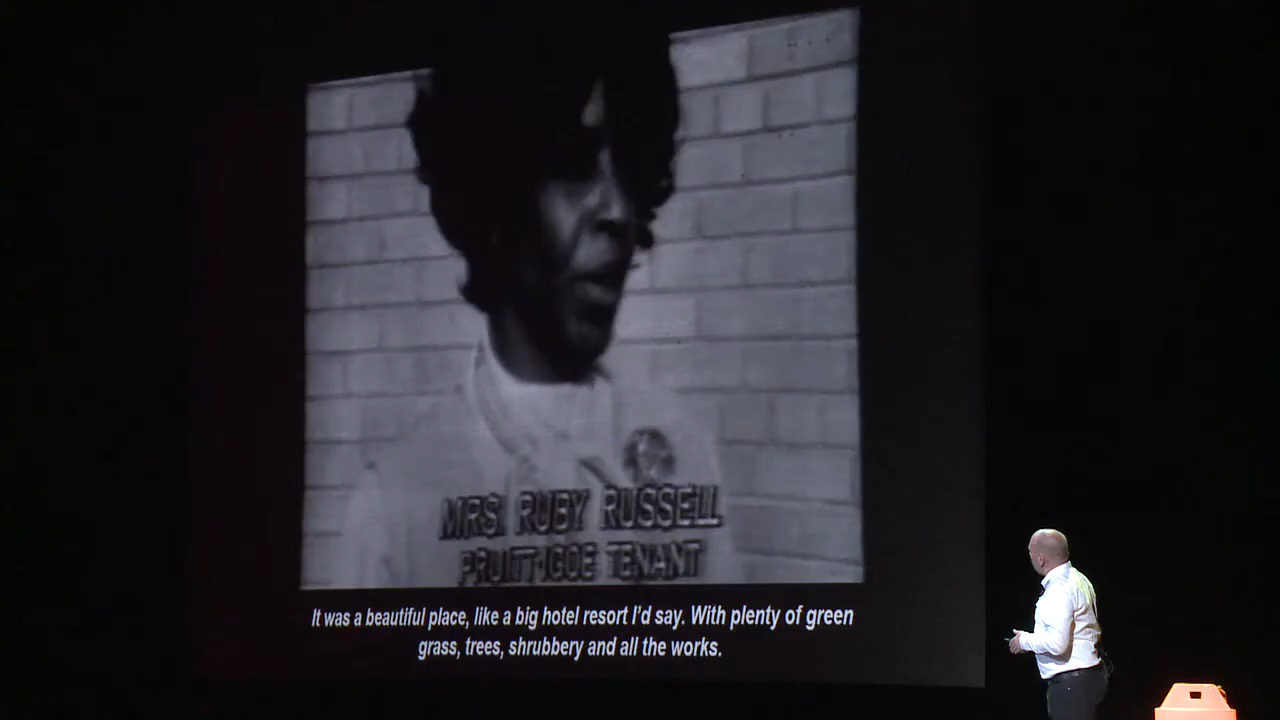 MRS. RUBY RUSSELL
PRUITT-IGOE TENANT
It was a beautiful place, like a big hotel resort I'd say. With plenty of green
grass, trees, shrubbery and all the works.